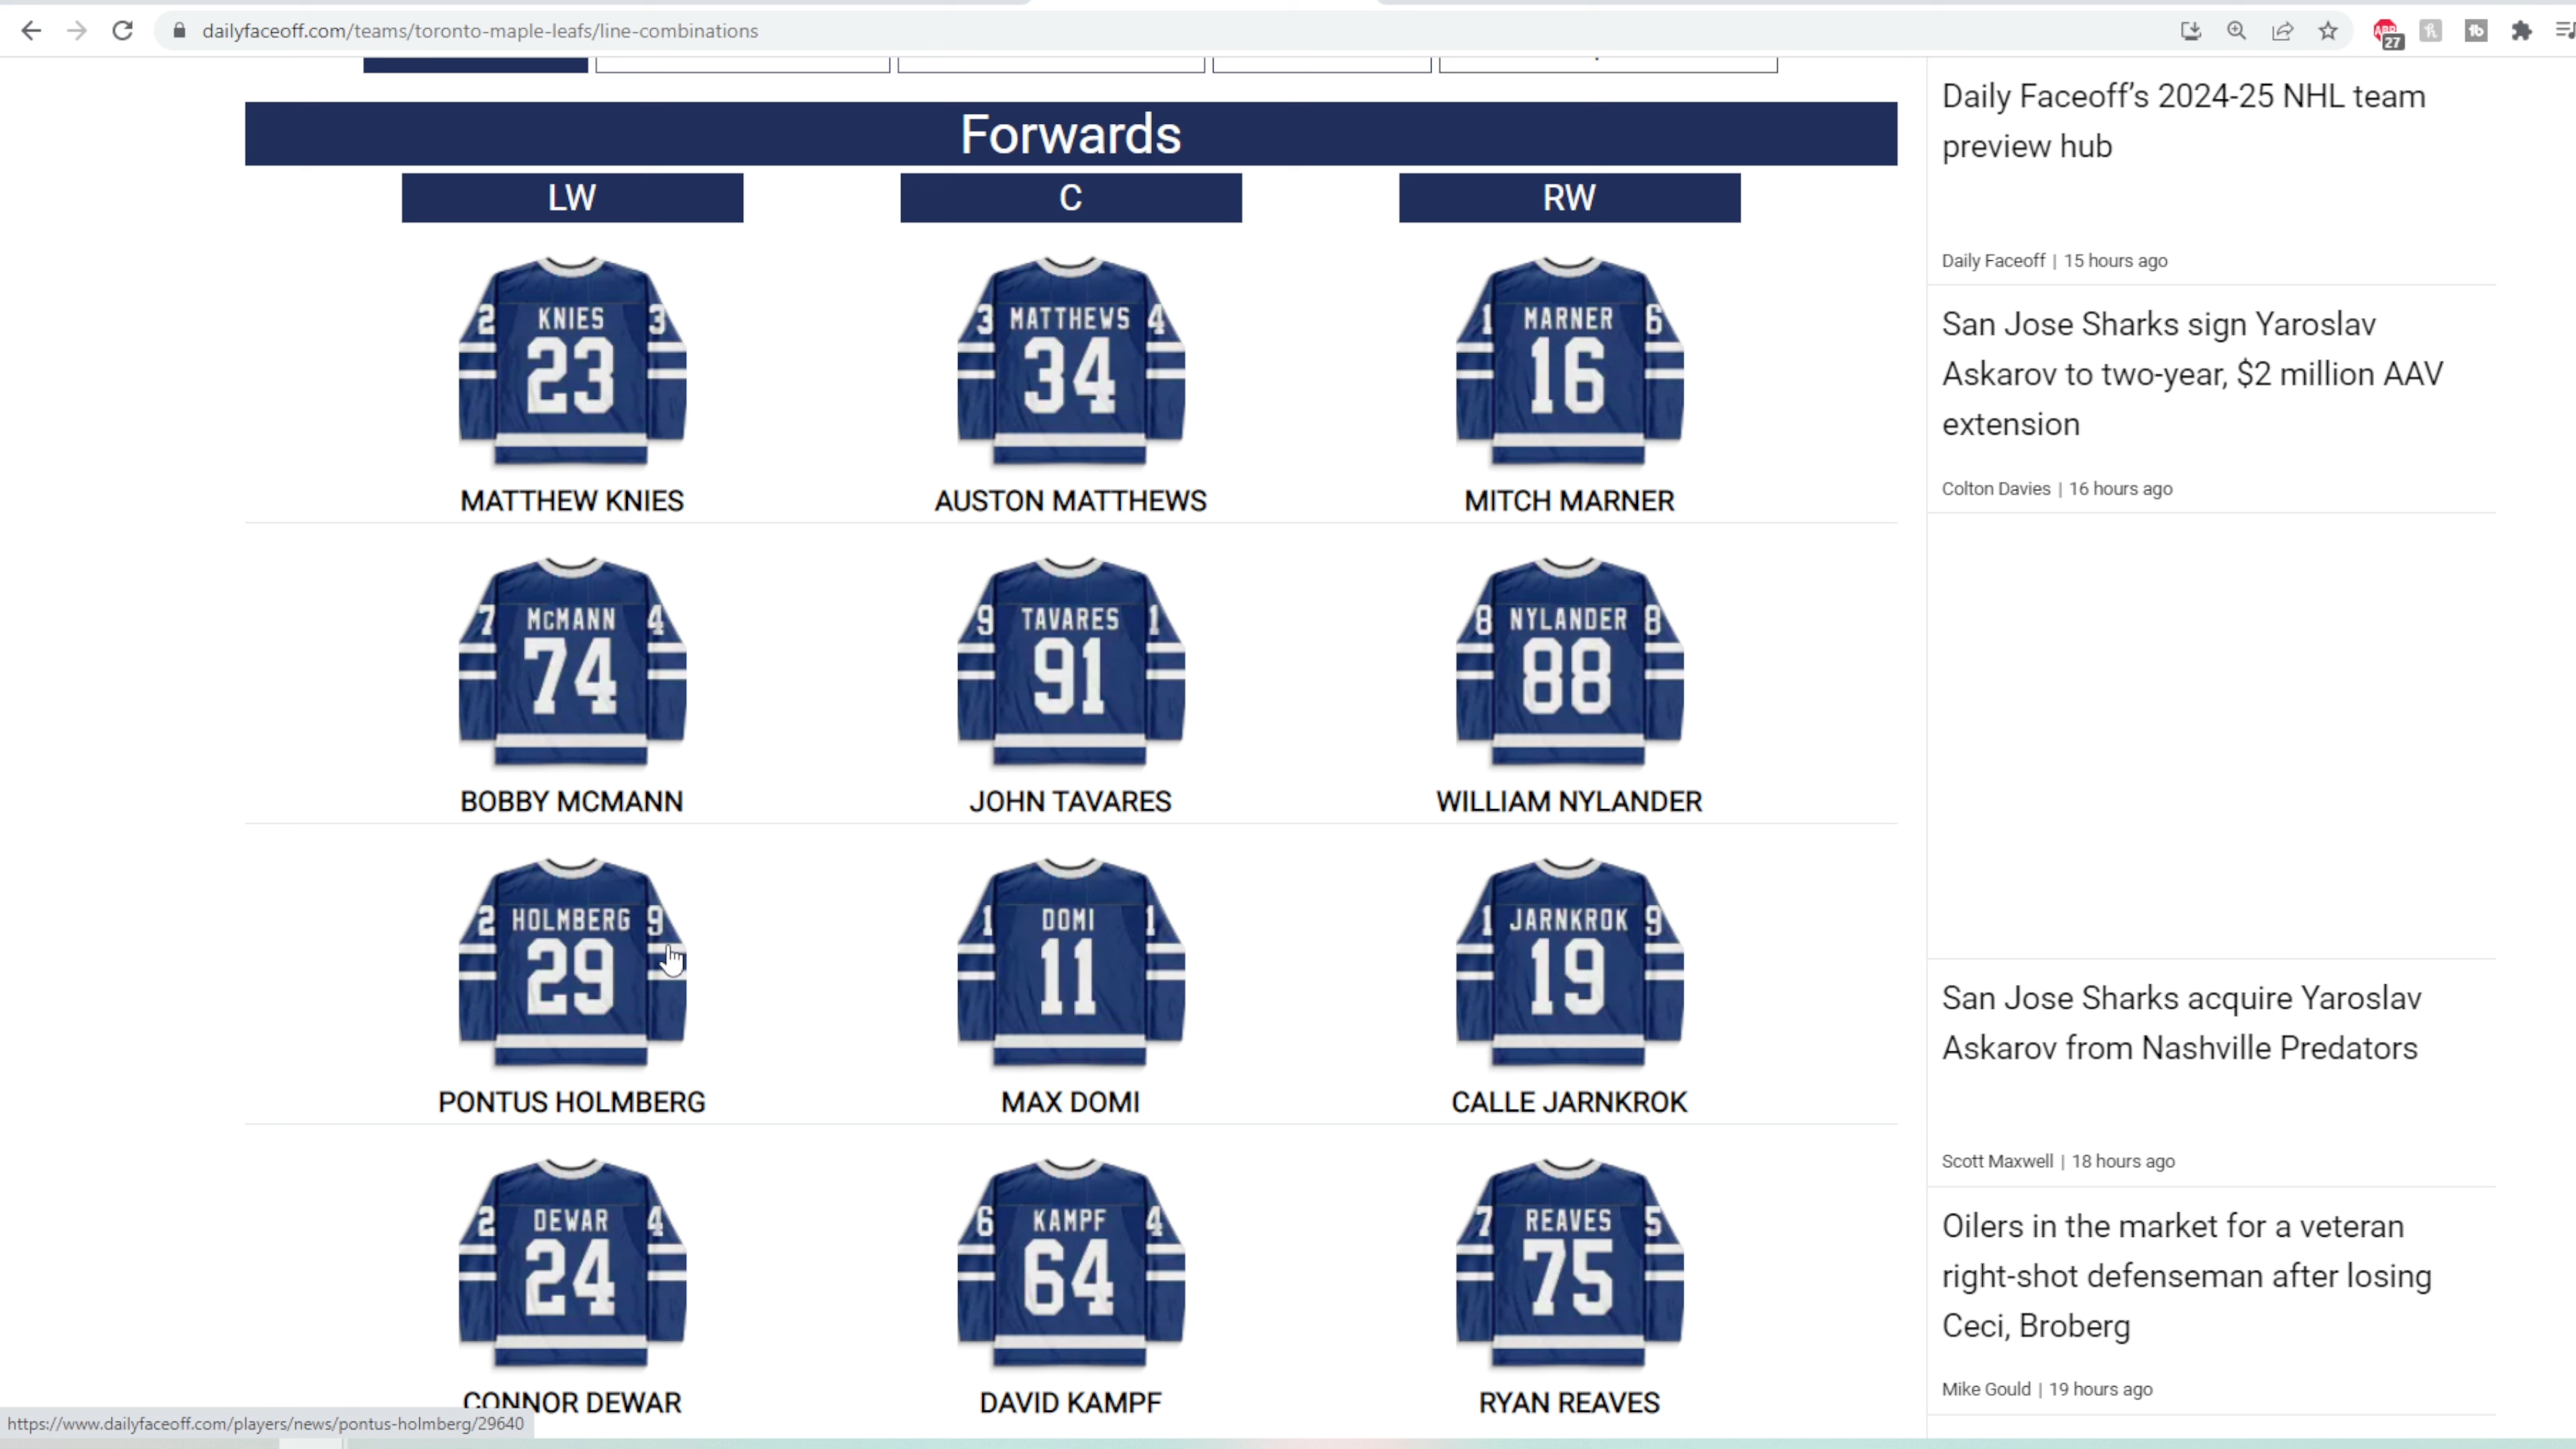 dailyfaceoff.com/teams/toronto-maple-leafs/line-combinations
ABP
27
Forwards
LW
C
RW
2 KNIES 3
23
3 MATTHEWS 4
34
1 MARNER 6
16
MATTHEW KNIES
AUSTON MATTHEWS
MITCH MARNER
7 McMANN 4
74
9 TAVARES 1
91
8 NYLANDER 8
88
BOBBY MCMANN
JOHN TAVARES
WILLIAM NYLANDER
2 HOLMBERG 9
29
1 DOMI 1
11
1 JARNKROK 9
19
PONTUS HOLMBERG
MAX DOMI
CALLE JARNKROK
2 DEWAR 4
24
6 KAMPF 4
64
7 REAVES 5
75
CONNOR DEWAR
DAVID KAMPF
RYAN REAVES
Daily Faceoff’s 2024-25 NHL team
preview hub
Daily Faceoff | 15 hours ago
San Jose Sharks sign Yaroslav
Askarov to two-year, $2 million AAV
extension
Colton Davies | 16 hours ago
San Jose Sharks acquire Yaroslav
Askarov from Nashville Predators
Scott Maxwell | 18 hours ago
Oilers in the market for a veteran
right-shot defenseman after losing
Ceci, Broberg
Mike Gould | 19 hours ago
https://www.dailyfaceoff.com/players/news/pontus-holmberg/29640